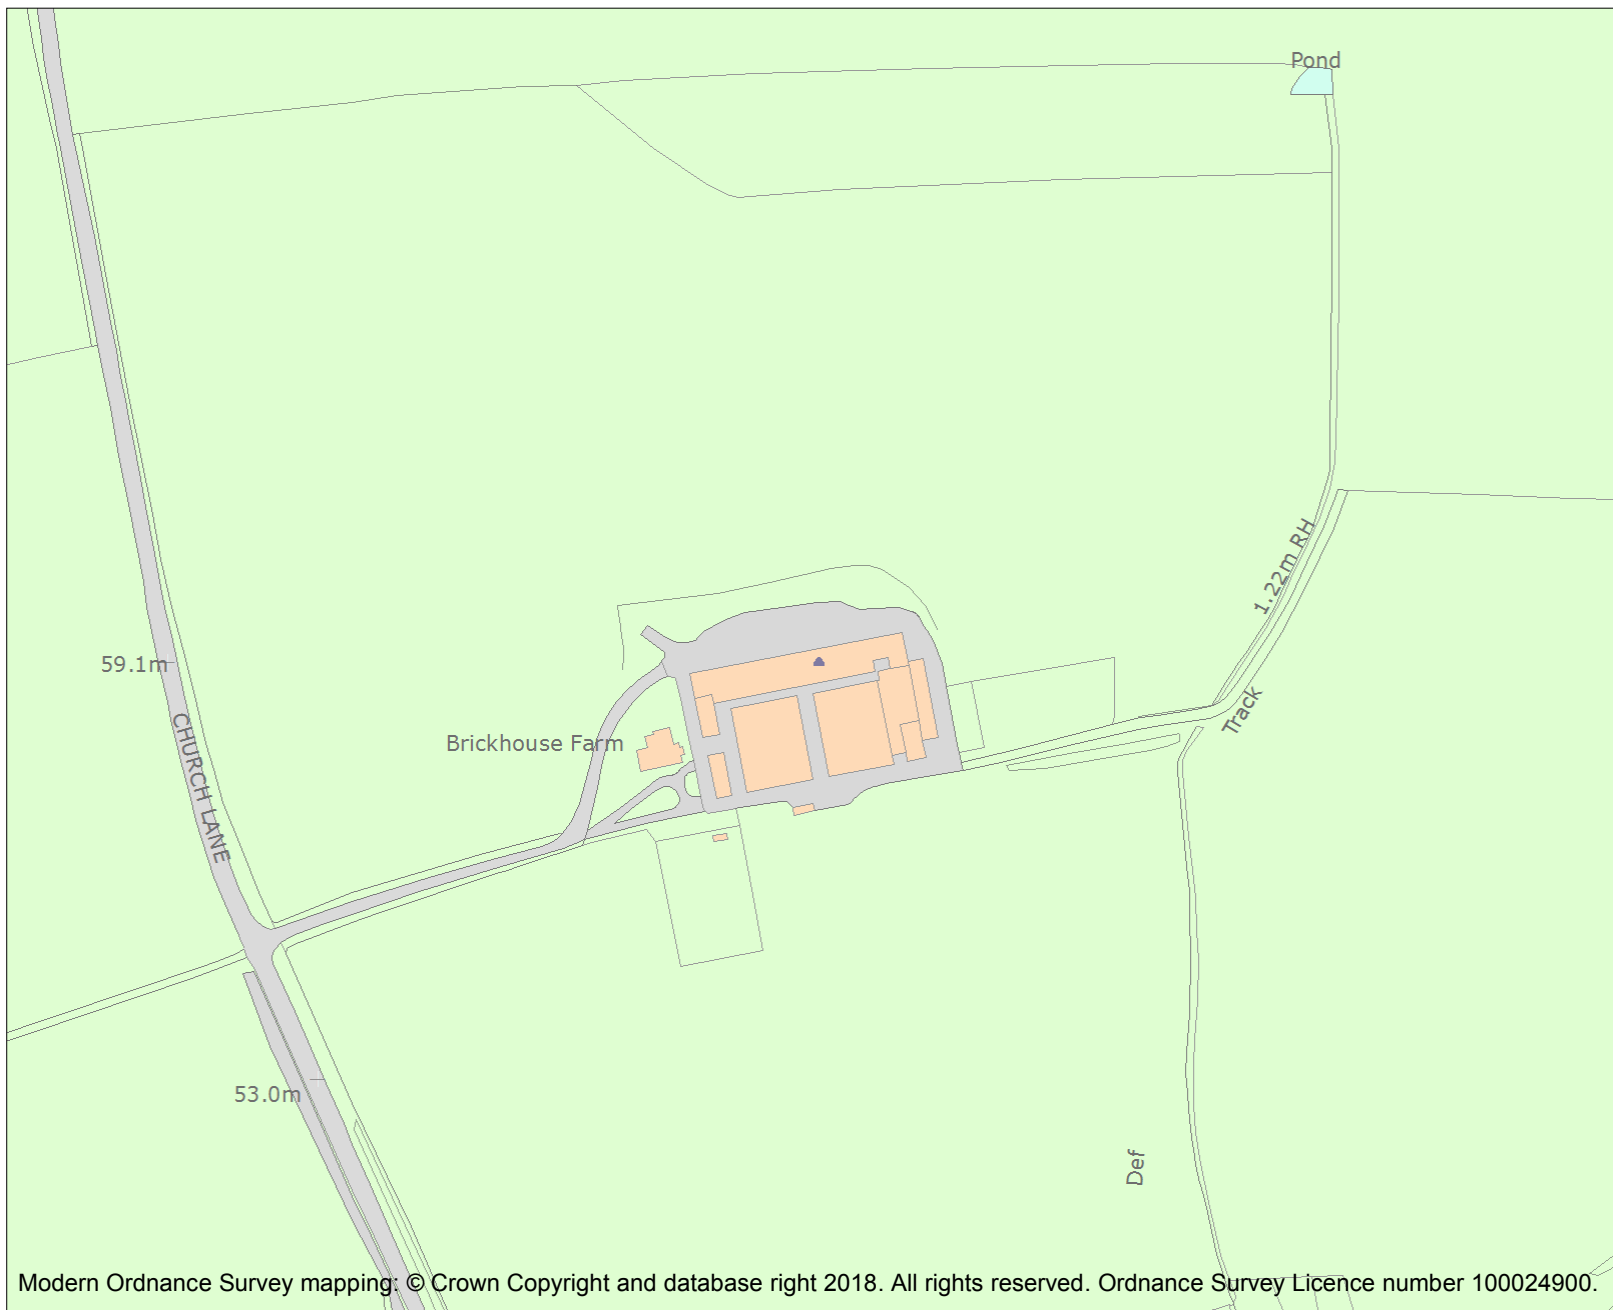 Pond
1.22m RH
59.1m
Track
CHURCH LANE
Brickhouse Farm
53.0m
Def
Modern Ordnance Survey mapping: © Crown Copyright and database right 2018. All rights reserved. Ordnance Survey Licence number 100024900.